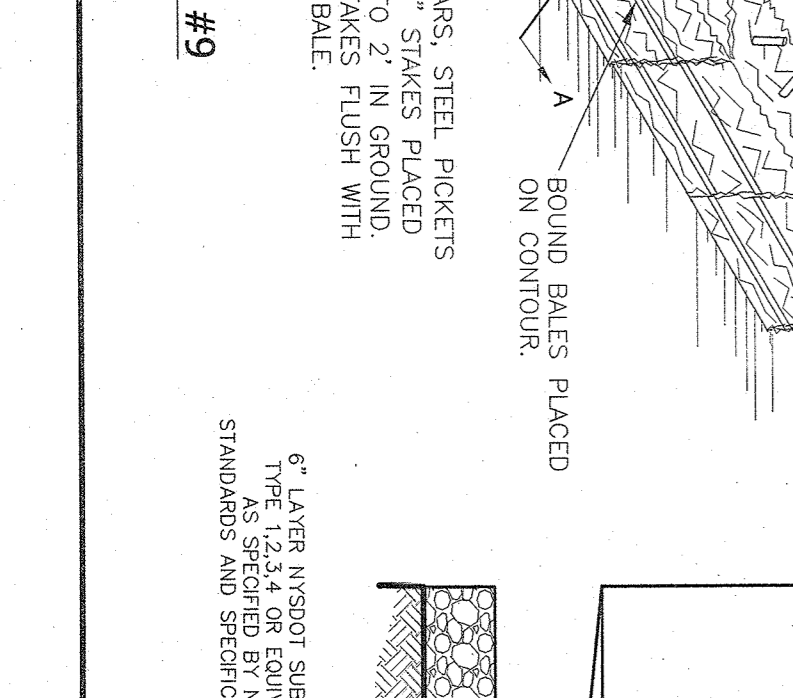 A
BOUND BALES PLACED
ON CONTOUR.
ARS, STEEL PICKETS
" STAKES PLACED
TO 2' IN GROUND.
TAKES FLUSH WITH
BALE.
#9
6" LAYER NYSDOT SUB
TYPE 1,2,3,4 OR EQUI
AS SPECIFIED BY N
STANDARDS AND SPECIFIC